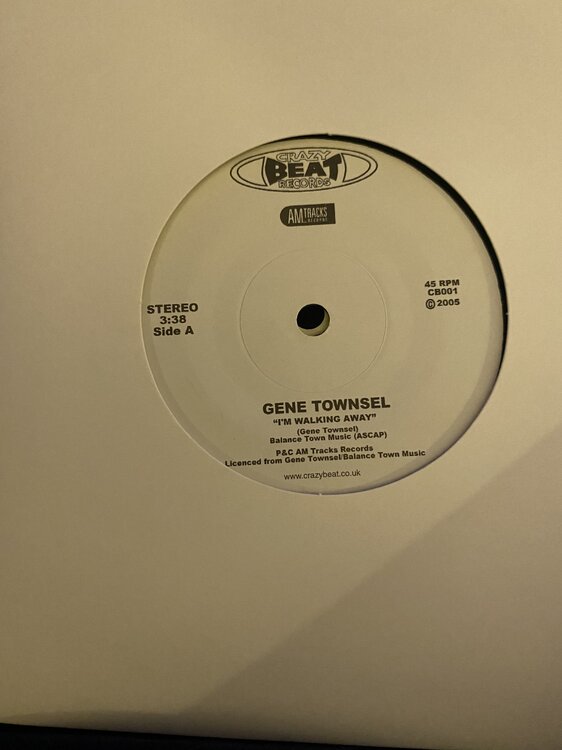 CRAZY
BEAT
RECORDS
AM TRACKS
RECORDS
STEREO
3:38
Side A
45 RPM
CB001
© 2005
GENE TOWNSEL
"I'M WALKING AWAY"
(Gene Townsel)
Balance Town Music (ASCAP)
P&C AM Tracks Records
Licenced from Gene Townsel/Balance Town Music
www.crazybeat.co.uk